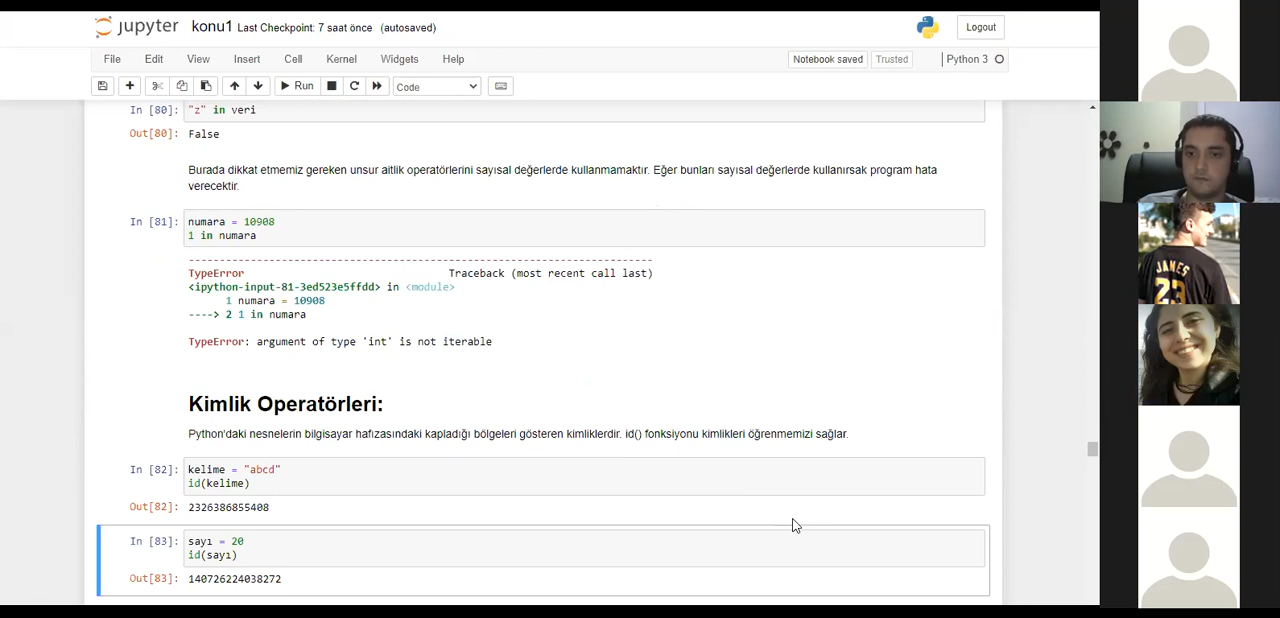 jupyter konu1 Last Checkpoint: 7 saat önce (autosaved) Logout
File Edit View Insert Cell Kernel Widgets Help Notebook saved Trusted Python 3
Run Code
In [80]: "z" in veri
Out[80]: False
Burada dikkat etmemiz gereken unsur aitlik operatörlerini sayısal değerlerde kullanmamaktır. Eğer bunları sayısal değerlerde kullanırsak program hata
verecektir.
In [81]: numara = 10908
1 in numara
---------------------------------------------------------------------------
TypeError Traceback (most recent call last)
<ipython-input-81-3ed523e5ffdd> in <module>
1 numara = 10908
----> 2 1 in numara
TypeError: argument of type 'int' is not iterable
Kimlik Operatörleri:
Python'daki nesnelerin bilgisayar hafızasındaki kapladığı bölgeleri gösteren kimliklerdir. id() fonksiyonu kimlikleri öğrenmemizi sağlar.
In [82]: kelime = "abcd"
id(kelime)
Out[82]: 2326386855408
In [83]: sayı = 20
id(sayı)
Out[83]: 140726224038272
JAMES
23